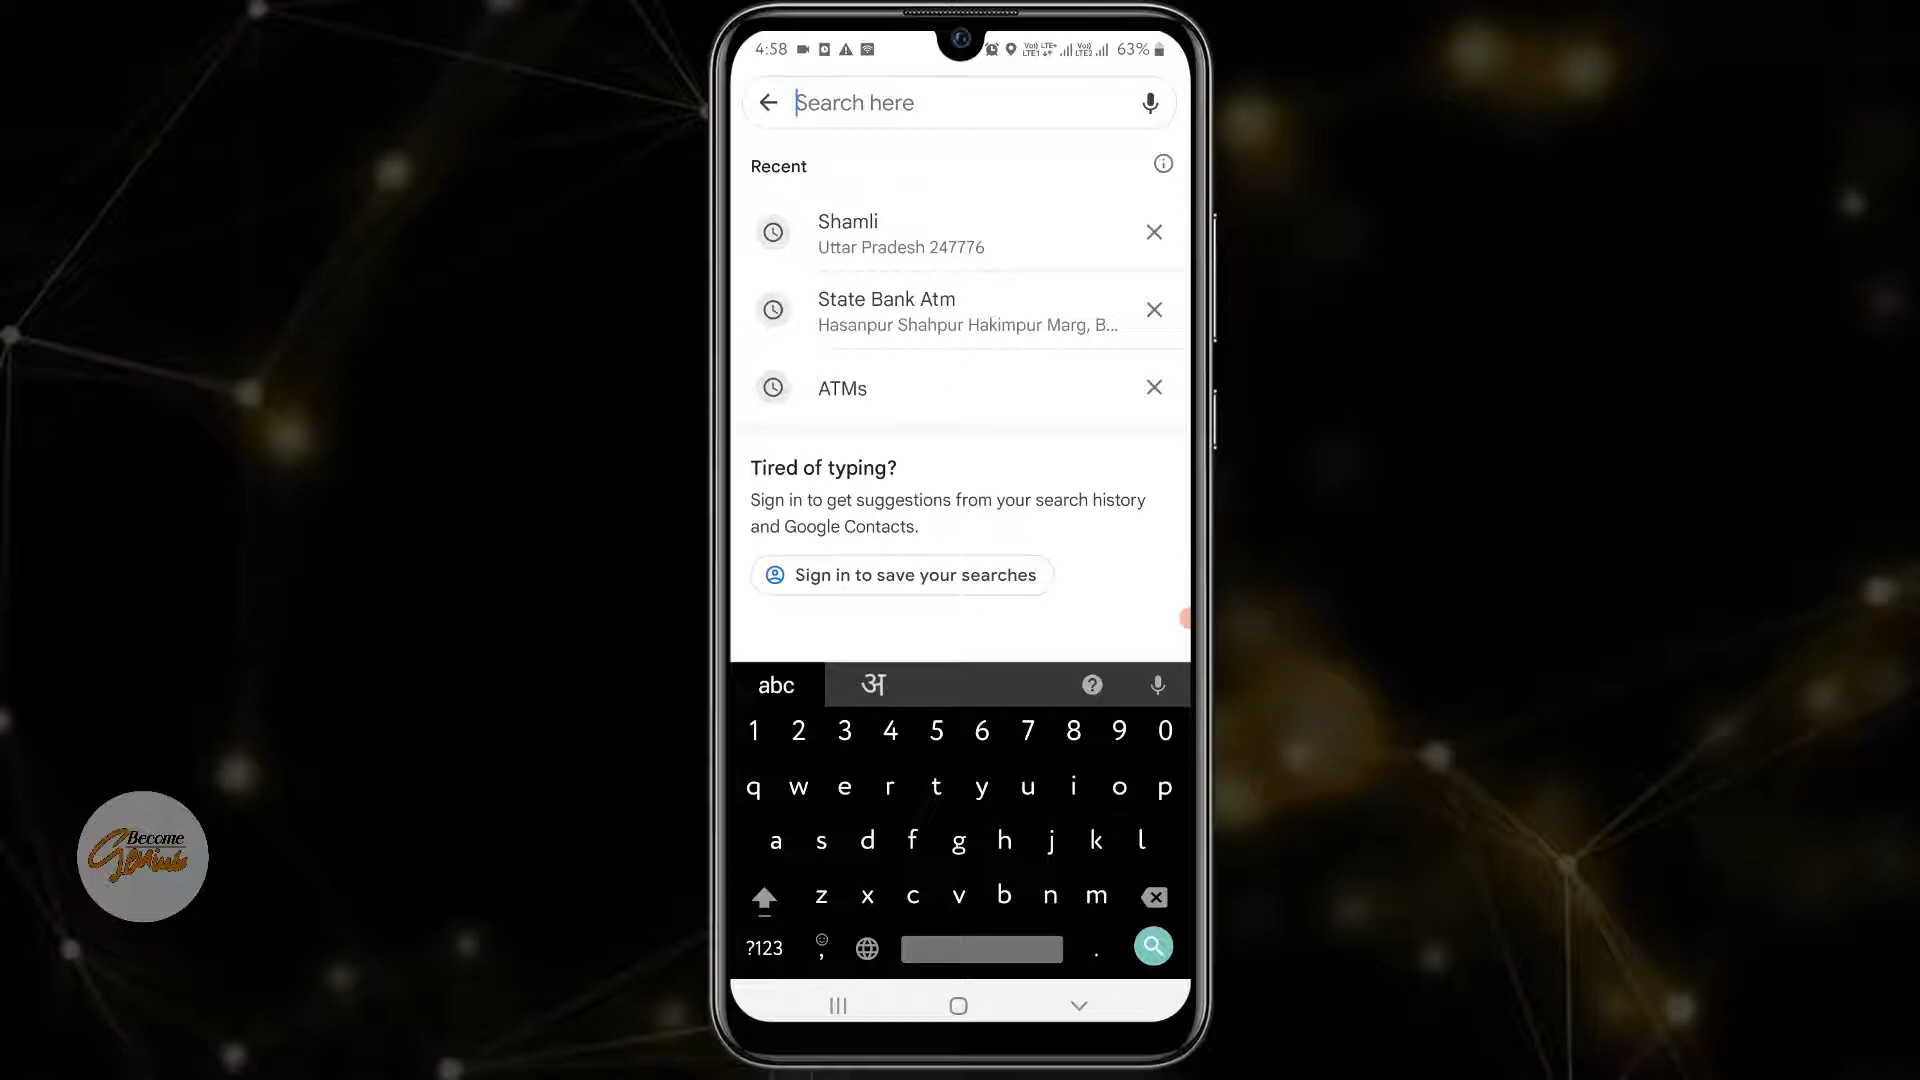 4:58 63%
Search here
Recent
Shamli
Uttar Pradesh 247776
State Bank Atm
Hasanpur Shahpur Hakimpur Marg, B...
ATMs
Tired of typing?
Sign in to get suggestions from your search history
and Google Contacts.
Sign in to save your searches
abc अ
1 2 3 4 5 6 7 8 9 0
q w e r t y u i o p
a s d f g h j k l
z x c v b n m
?123 , .
Become
Genius